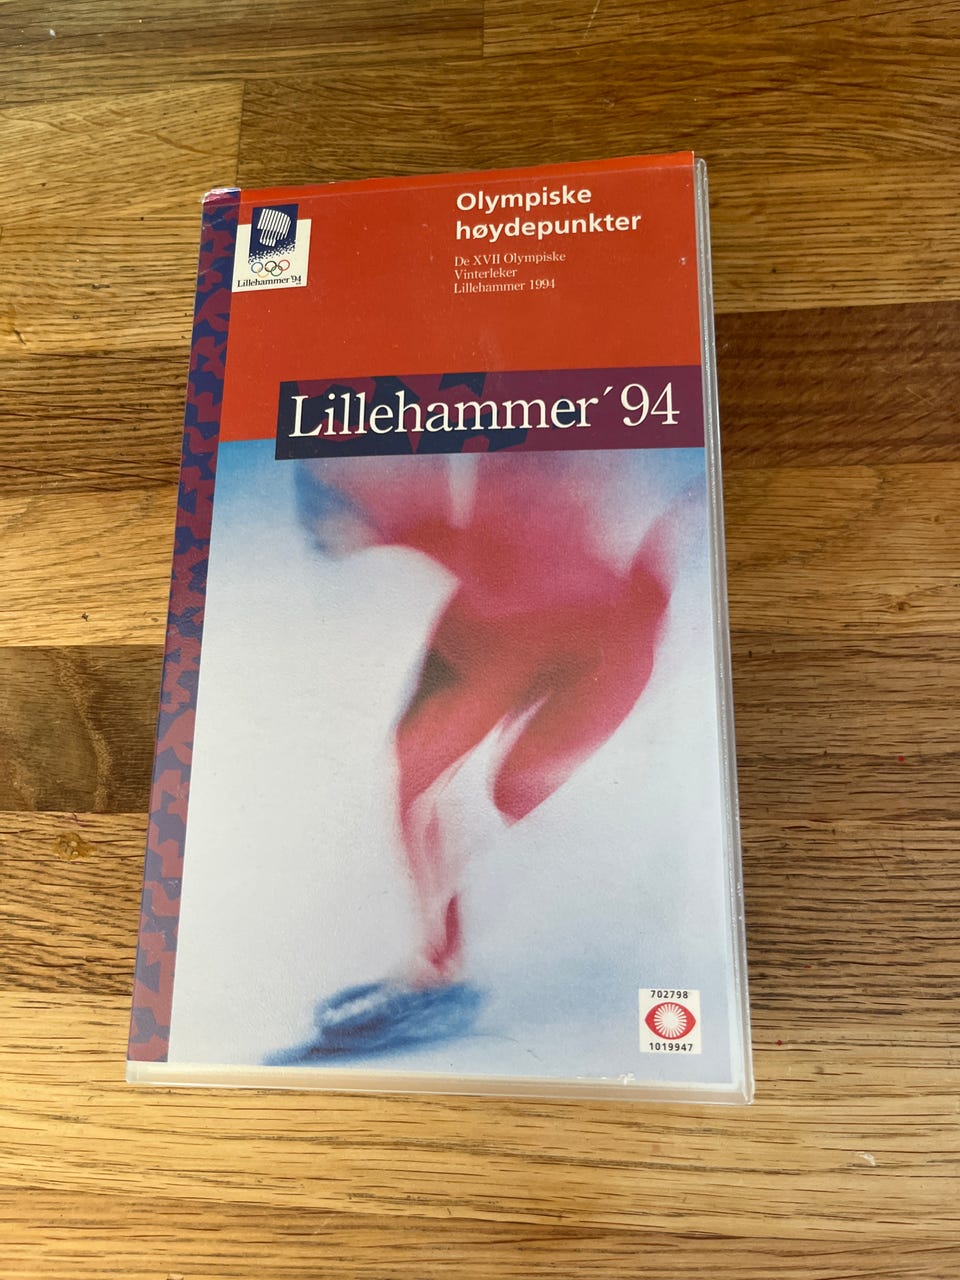 Lillehammer '94
Olympiske
høydepunkter
De XVII Olympiske
Vinterleker
Lillehammer 1994
Lillehammer ´94
702798
1019947